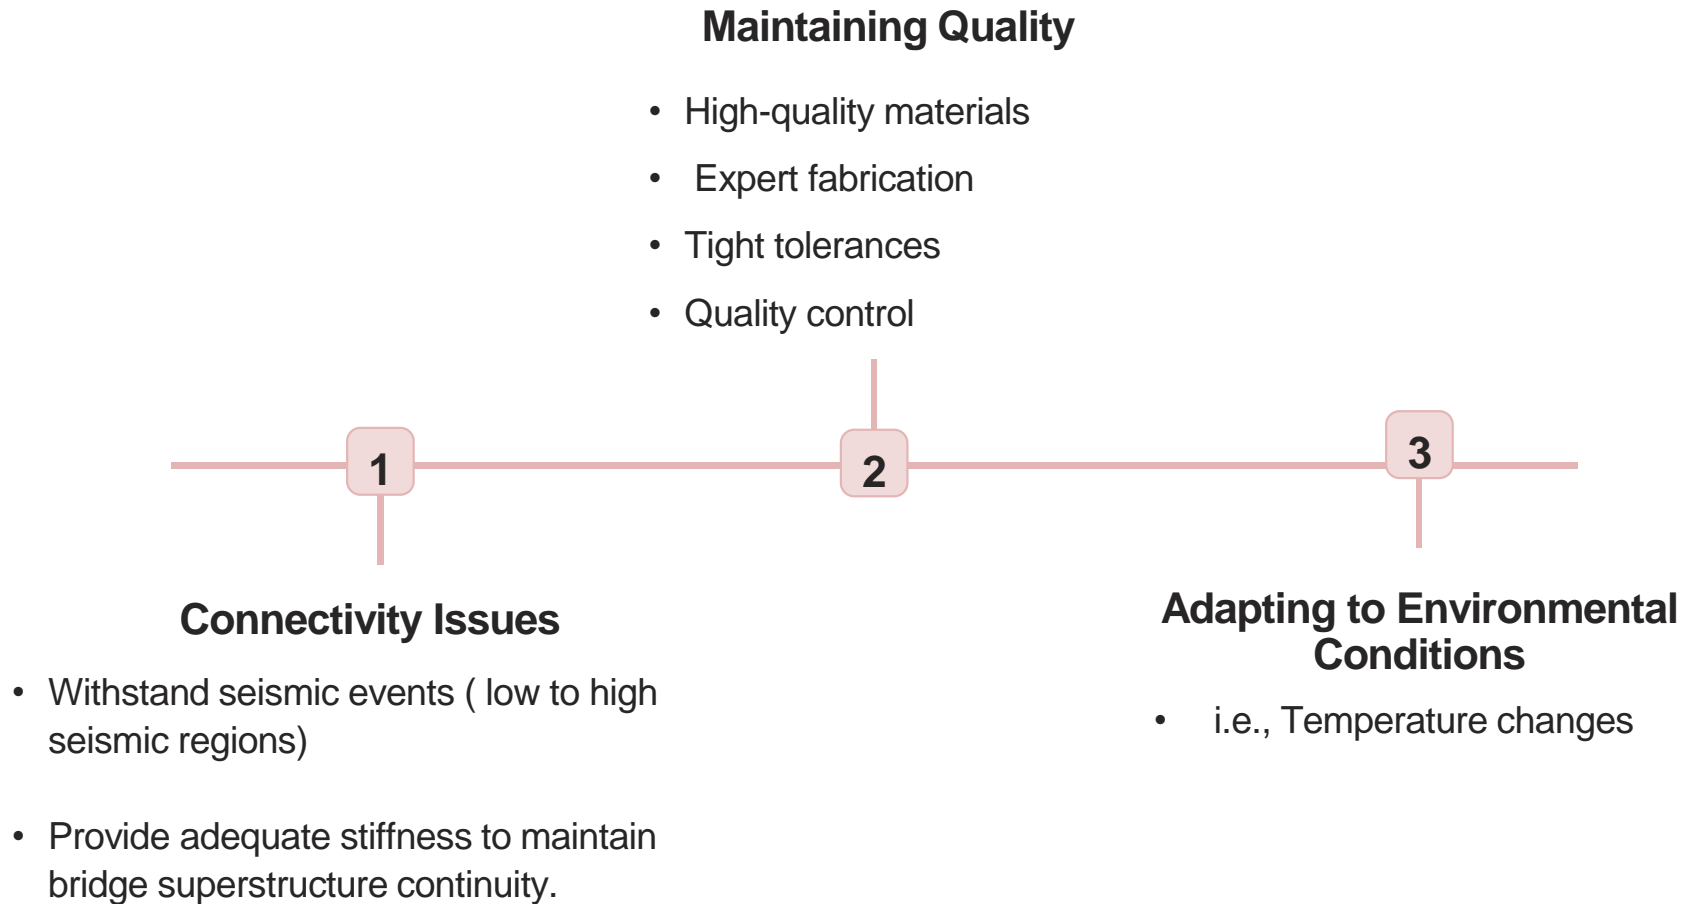 Maintaining Quality
• High-quality materials
• Expert fabrication
• Tight tolerances
• Quality control
1
2
3
Connectivity Issues
• Withstand seismic events ( low to high
seismic regions)
• Provide adequate stiffness to maintain
bridge superstructure continuity.
Adapting to Environmental
Conditions
• i.e., Temperature changes